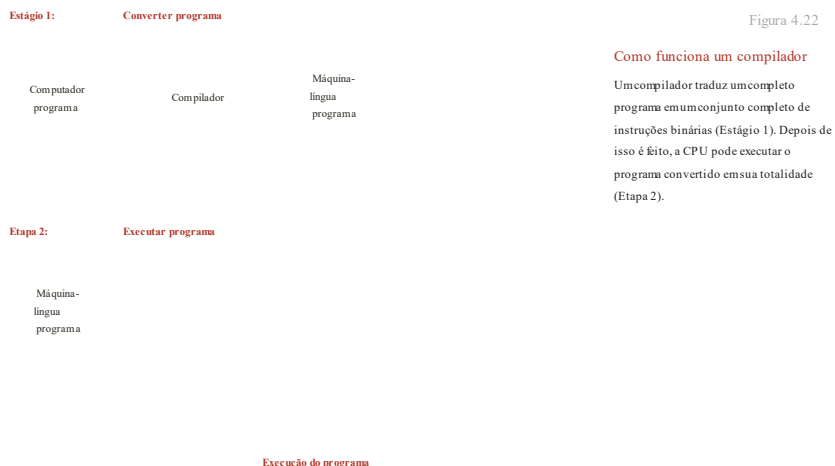 Estágio 1: Converter programa
Computador
programa
Compilador
Máquina-
língua
programa
Etapa 2: Executar programa
Máquina-
língua
programa
Execução do programa
Figura 4.22
Como funciona um compilador
Umcompilador traduz umcompleto
programa emumconjunto completo de
instruções binárias (Estágio 1). Depois de
isso é feito, a CPU pode executar o
programa convertido emsua totalidade
(Etapa 2).